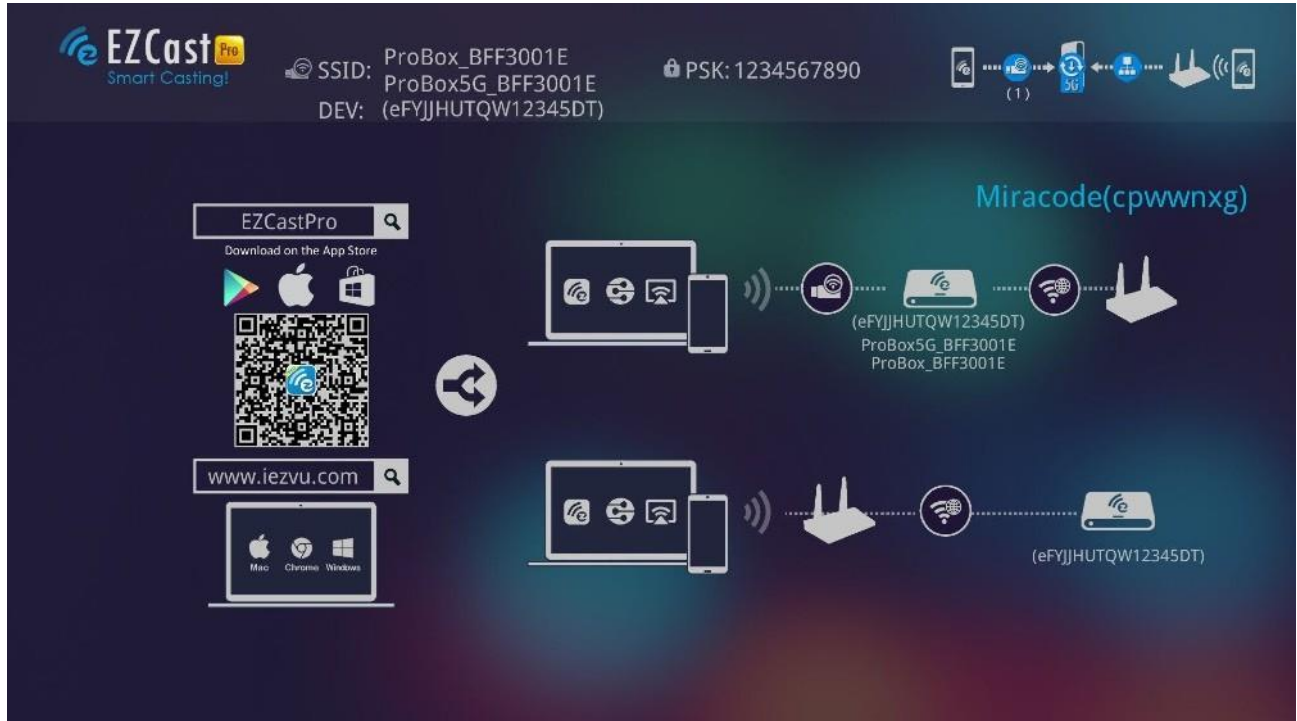 EZCast Pro
Smart Casting!
SSID: ProBox_BFF3001E
ProBox5G_BFF3001E
DEV: (eFYJJHUTQW12345DT)
PSK: 1234567890
(1)
5G
Miracode(cpwwnxg)
EZCastPro
Download on the App Store
www.iezvu.com
Mac Chrome Windows
(eFYJJHUTQW12345DT)
ProBox5G_BFF3001E
ProBox_BFF3001E
(eFYJJHUTQW12345DT)